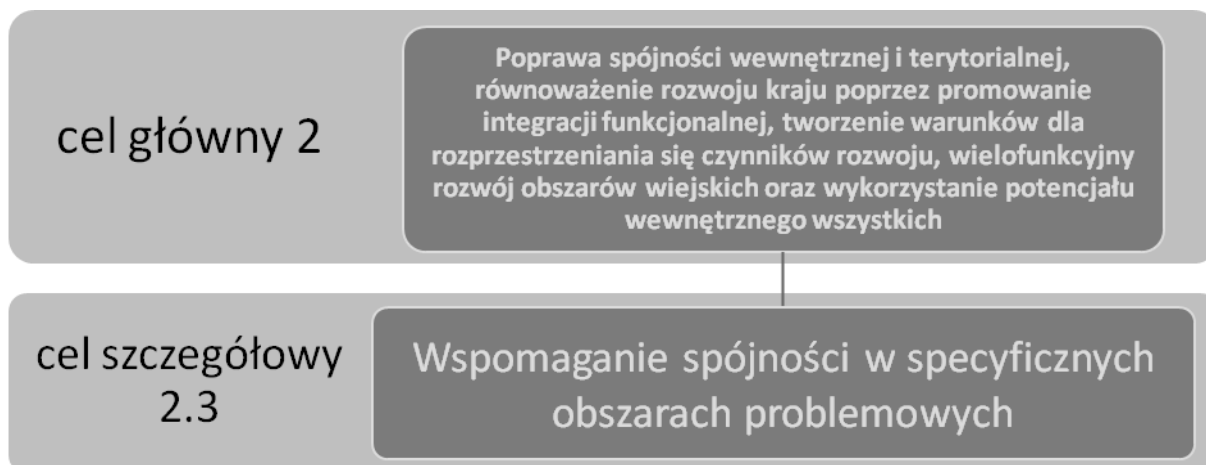 cel główny 2
Poprawa spójności wewnętrznej i terytorialnej,
równoważenie rozwoju kraju poprzez promowanie
integracji funkcjonalnej, tworzenie warunków dla
rozprzestrzeniania się czynników rozwoju, wielofunkcyjny
rozwój obszarów wiejskich oraz wykorzystanie potencjału
wewnętrznego wszystkich
cel szczegółowy
2.3
Wspomaganie spójności w specyficznych
obszarach problemowych